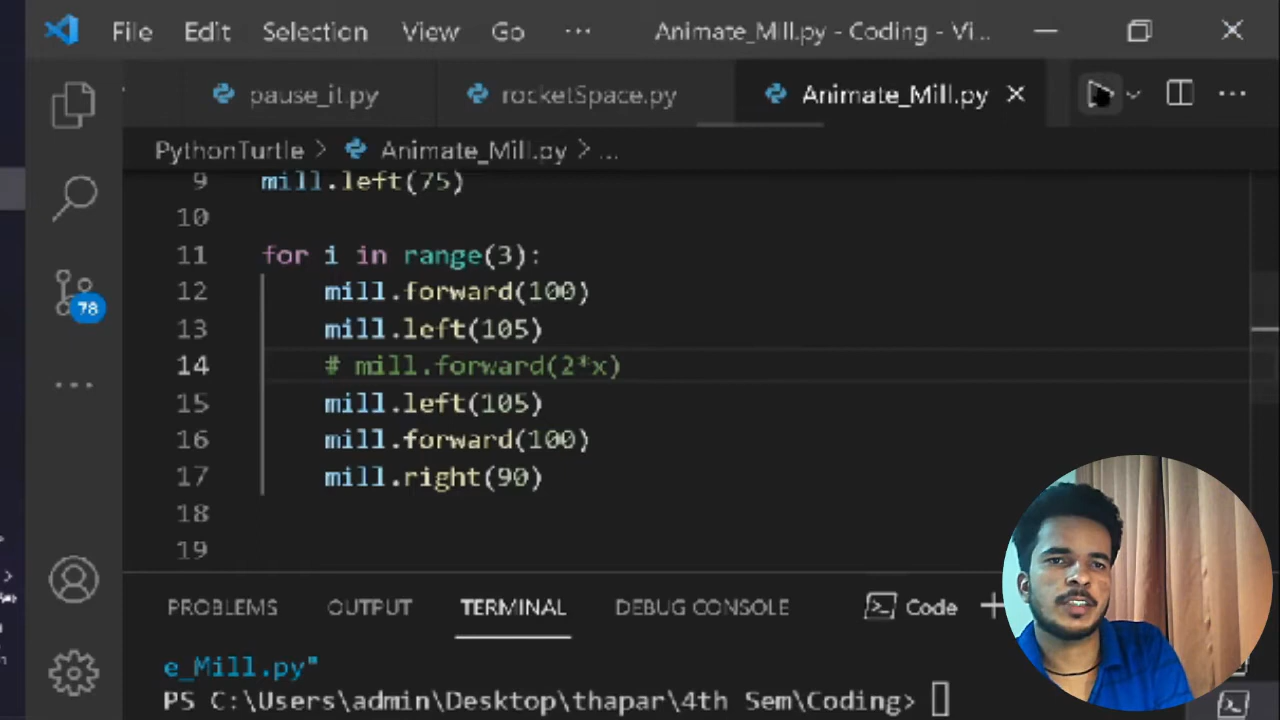 File Edit Selection View Go ··· Animate_Mill.py - Coding - Vi...
pause_it.py rocketSpace.py Animate_Mill.py
PythonTurtle > Animate_Mill.py > ...
9 mill.left(75)
10
11 for i in range(3):
12 mill.forward(100)
13 mill.left(105)
14 # mill.forward(2*x)
15 mill.left(105)
16 mill.forward(100)
17 mill.right(90)
18
19
78
PROBLEMS OUTPUT TERMINAL DEBUG CONSOLE Code
e_Mill.py"
PS C:\Users\admin\Desktop\thapar\4th Sem\Coding>